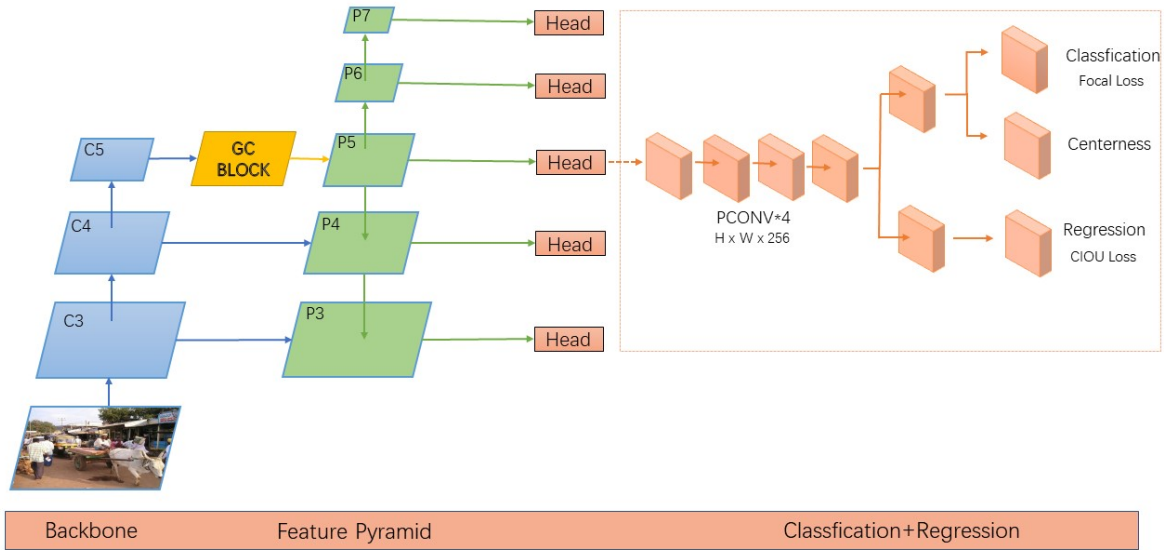 P7
Head
P6
Head
C5
GC
BLOCK
P5
Head
C4
P4
Head
C3
P3
Head
PCONV*4
H x W x 256
Classfication
Focal Loss
Centerness
Regression
CIOU Loss
Backbone
Feature Pyramid
Classfication+Regression